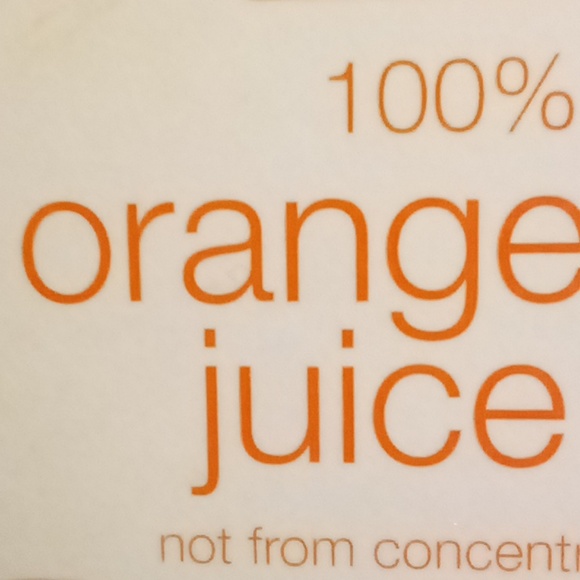 100%
orange
juice
not from concentr